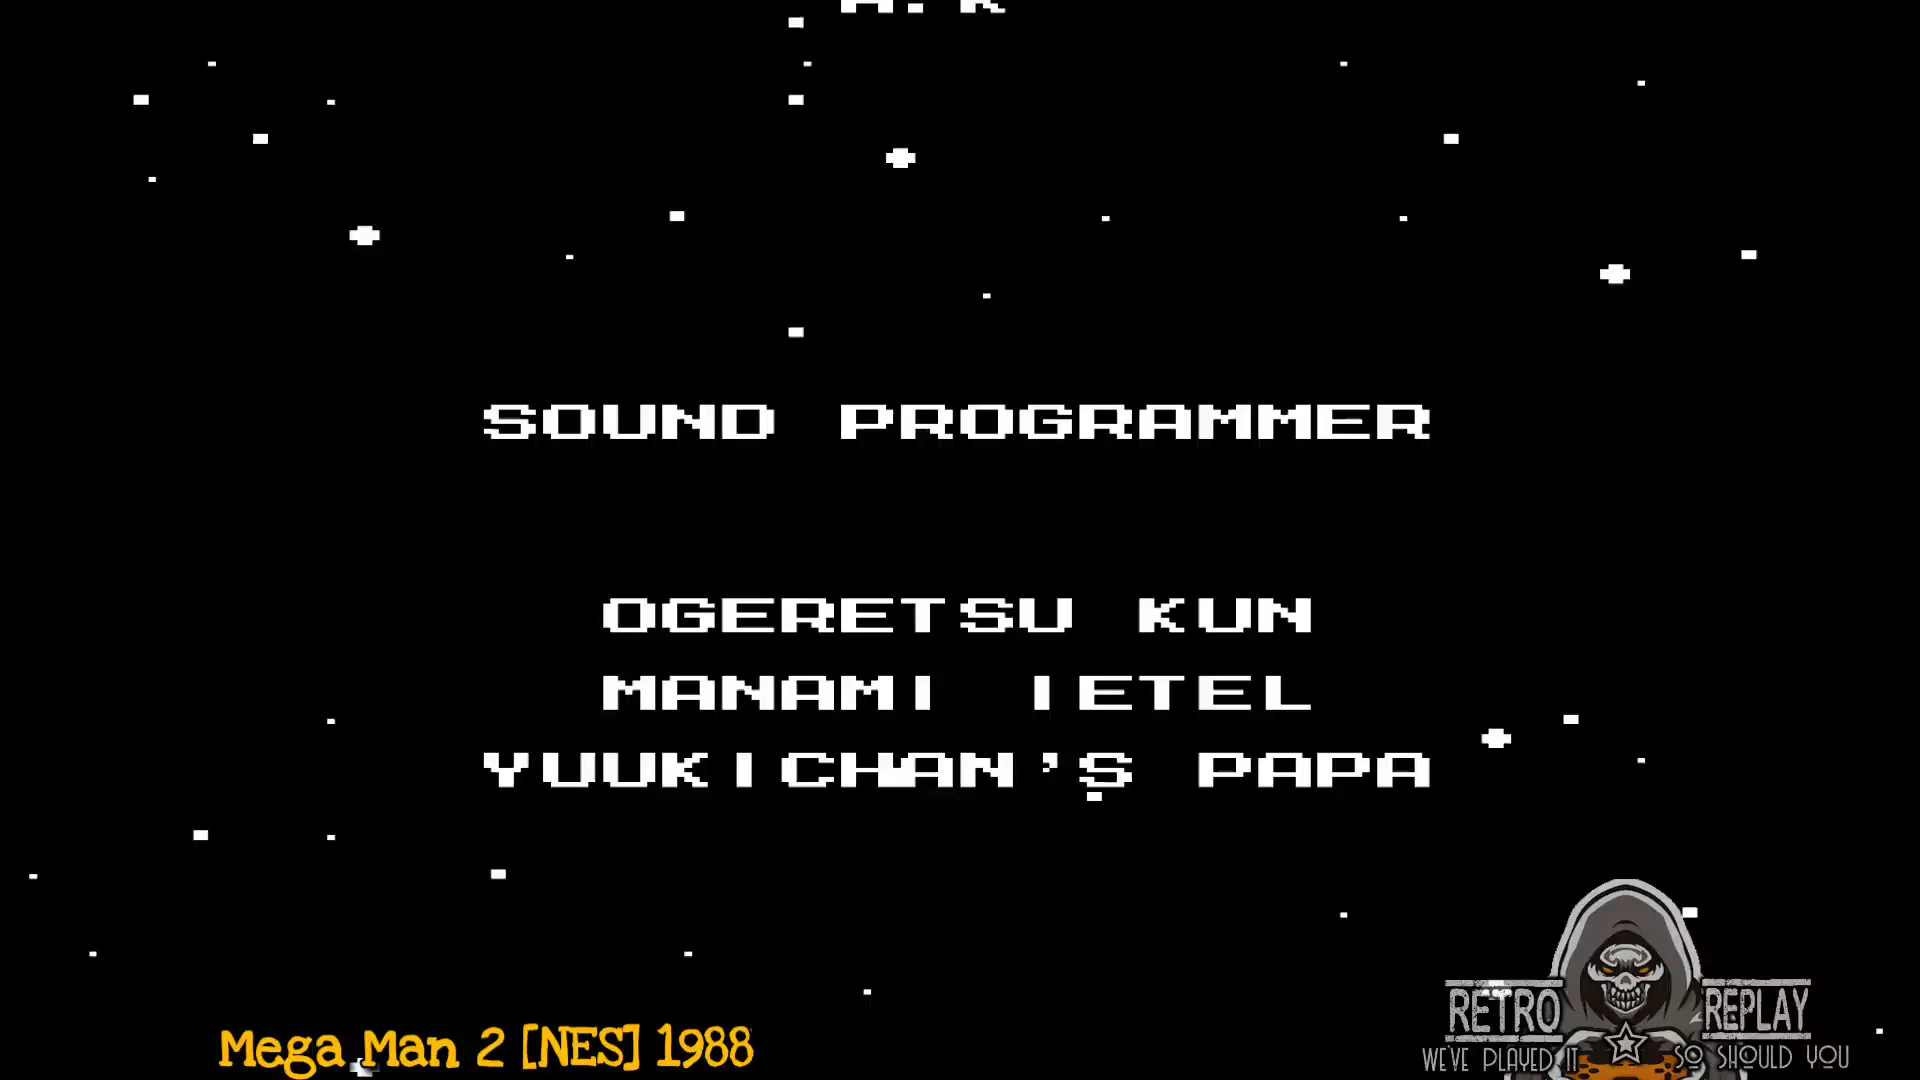 A.K
SOUND PROGRAMMER
OGERETSU KUN
MANAMI IETEL
YUUKICHAN'S PAPA
Mega Man 2 [NES] 1988
RETRO REPLAY
WE'VE PLAYED IT SO SHOULD YOU